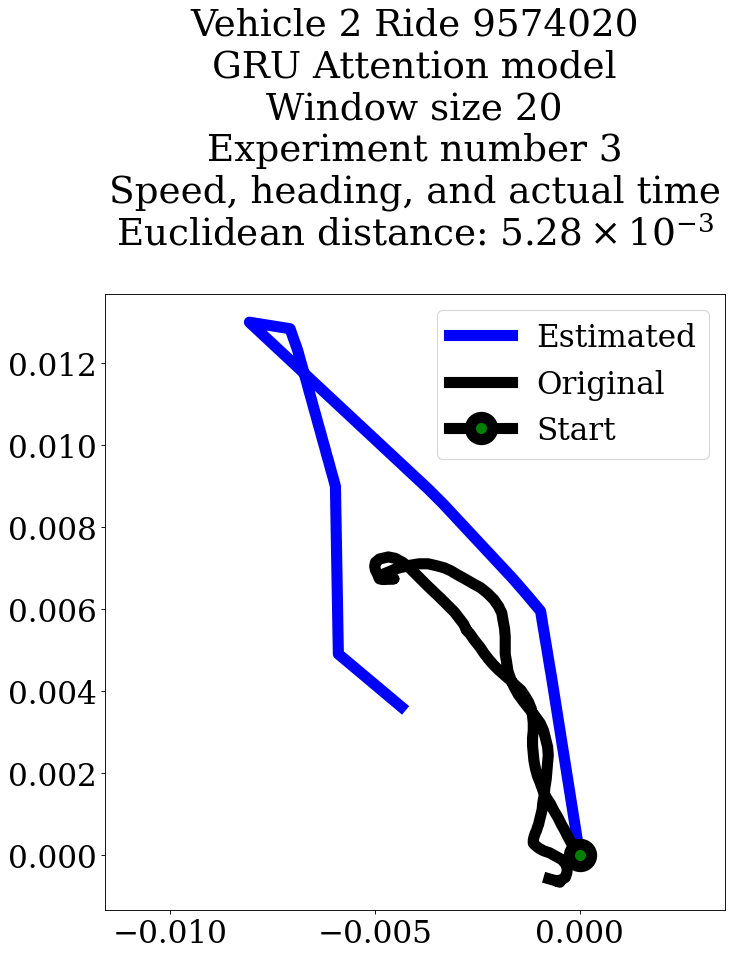 Vehicle 2 Ride 9574020
GRU Attention model
Window size 20
Experiment number 3
Speed, heading, and actual time
Euclidean distance: 5.28 × 10⁻³
Estimated
Original
Start
0.012
0.010
0.008
0.006
0.004
0.002
0.000
−0.010
−0.005
0.000